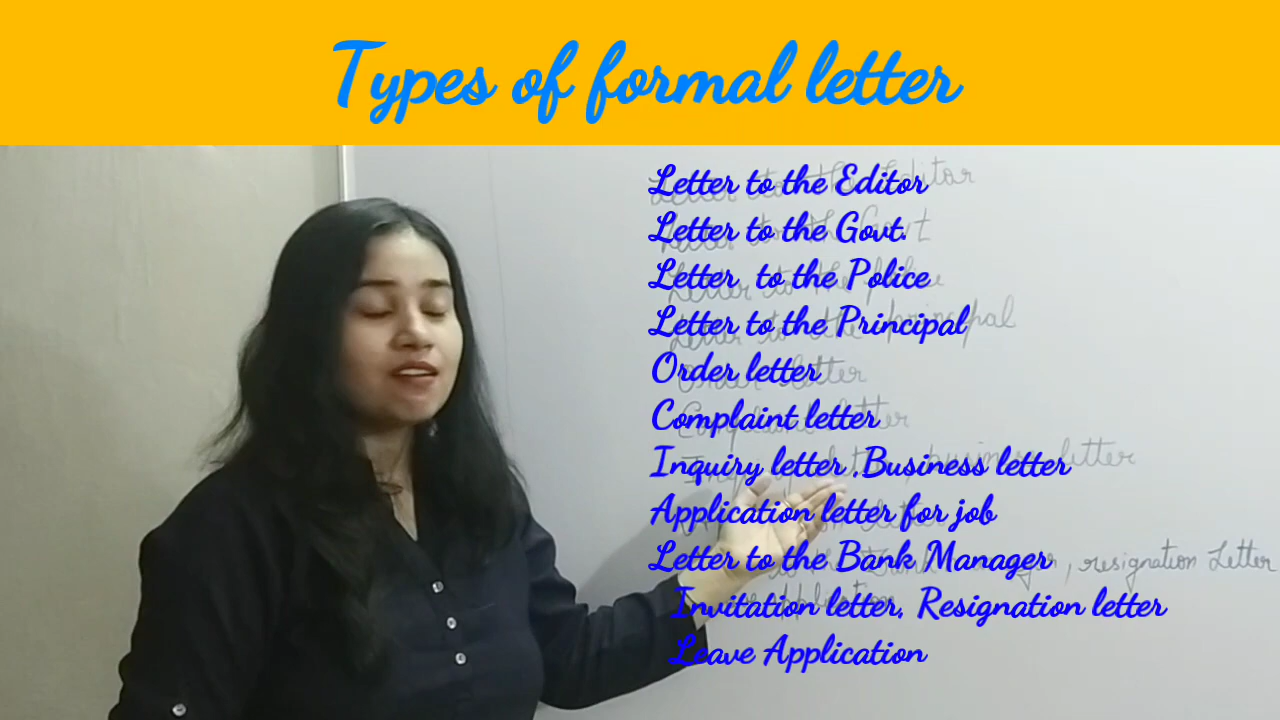 Types of formal letter
Letter to the Editor
Letter to the Govt.
Letter to the Police
Letter to the Principal
Order letter
Complaint letter
Inquiry letter ,Business letter
Application letter for job
Letter to the Bank Manager
, resignation Letter
Invitation letter, Resignation letter
Leave Application